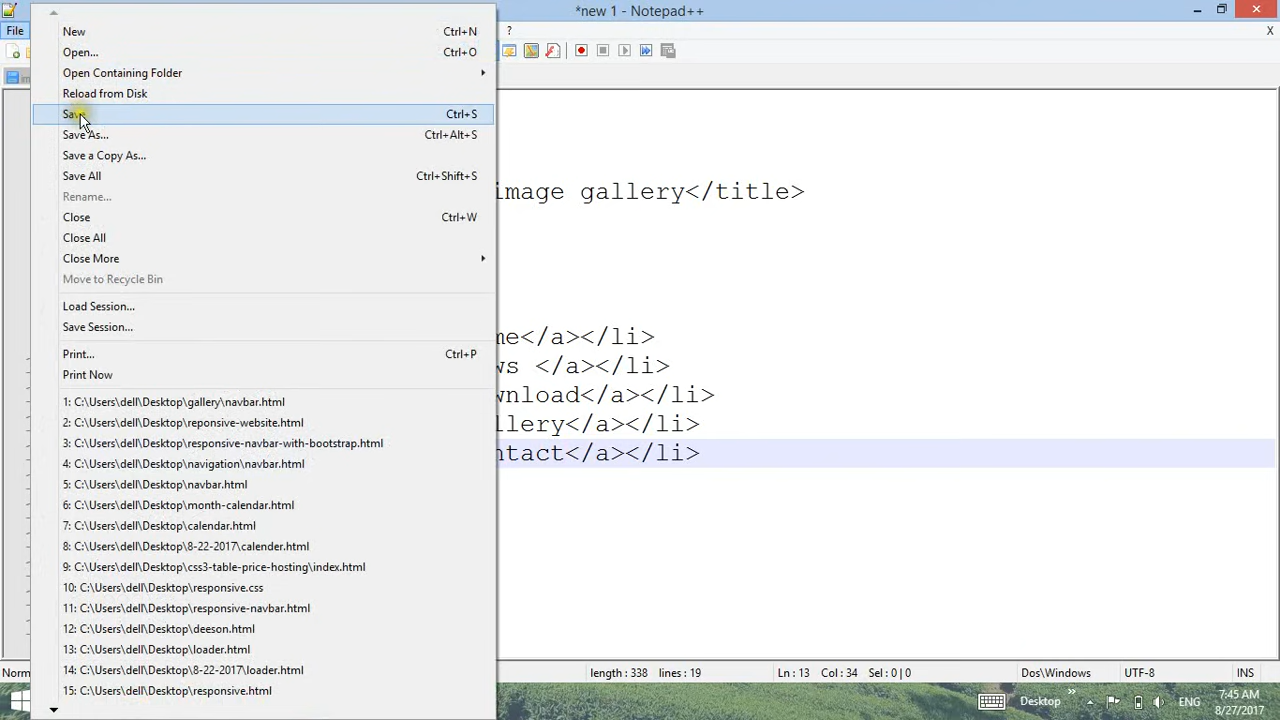 *new 1 - Notepad++
File
?
X
New Ctrl+N
Open... Ctrl+O
Open Containing Folder
Reload from Disk
Save Ctrl+S
Save As... Ctrl+Alt+S
Save a Copy As...
Save All Ctrl+Shift+S
Rename...
Close Ctrl+W
Close All
Close More
Move to Recycle Bin
Load Session...
Save Session...
Print... Ctrl+P
Print Now
1: C:\Users\dell\Desktop\gallery\navbar.html
2: C:\Users\dell\Desktop\reponsive-website.html
3: C:\Users\dell\Desktop\responsive-navbar-with-bootstrap.html
4: C:\Users\dell\Desktop\navigation\navbar.html
5: C:\Users\dell\Desktop\navbar.html
6: C:\Users\dell\Desktop\month-calendar.html
7: C:\Users\dell\Desktop\calendar.html
8: C:\Users\dell\Desktop\8-22-2017\calender.html
9: C:\Users\dell\Desktop\css3-table-price-hosting\index.html
10: C:\Users\dell\Desktop\responsive.css
11: C:\Users\dell\Desktop\responsive-navbar.html
12: C:\Users\dell\Desktop\deeson.html
13: C:\Users\dell\Desktop\loader.html
14: C:\Users\dell\Desktop\8-22-2017\loader.html
15: C:\Users\dell\Desktop\responsive.html
image gallery</title>
me</a></li>
ws </a></li>
wnload</a></li>
llery</a></li>
ntact</a></li>
Norm length : 338 lines : 19 Ln : 13 Col : 34 Sel : 0 | 0 Dos\Windows UTF-8 INS
Desktop ENG 7:45 AM
8/27/2017